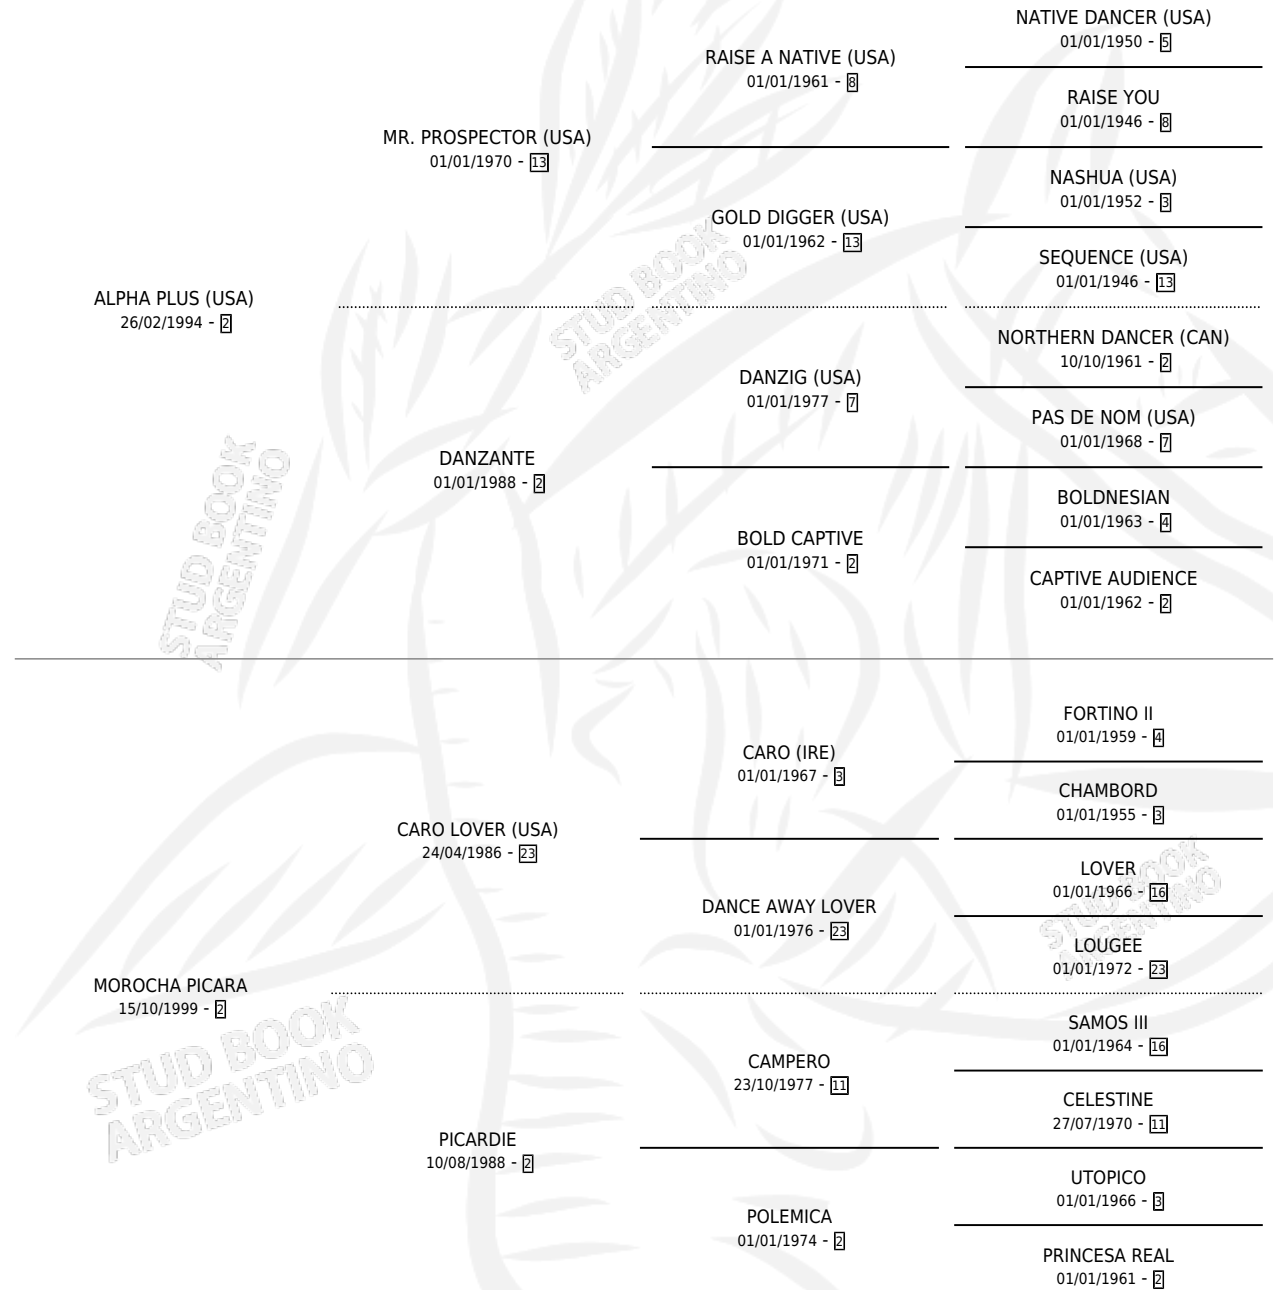 NATIVE DANCER (USA)
01/01/1950 - 5
RAISE A NATIVE (USA)
01/01/1961 - 8
RAISE YOU
01/01/1946 - 8
MR. PROSPECTOR (USA)
01/01/1970 - 13
NASHUA (USA)
01/01/1952 - 3
GOLD DIGGER (USA)
01/01/1962 - 13
SEQUENCE (USA)
01/01/1946 - 13
ALPHA PLUS (USA)
26/02/1994 - 2
NORTHERN DANCER (CAN)
10/10/1961 - 2
DANZIG (USA)
01/01/1977 - 7
PAS DE NOM (USA)
01/01/1968 - 7
DANZANTE
01/01/1988 - 2
BOLDNESIAN
01/01/1963 - 4
BOLD CAPTIVE
01/01/1971 - 2
CAPTIVE AUDIENCE
01/01/1962 - 2
FORTINO II
01/01/1959 - 4
CARO (IRE)
01/01/1967 - 3
CHAMBORD
01/01/1955 - 3
CARO LOVER (USA)
24/04/1986 - 23
LOVER
01/01/1966 - 16
DANCE AWAY LOVER
01/01/1976 - 23
LOUGEE
01/01/1972 - 23
MOROCHA PICARA
15/10/1999 - 2
SAMOS III
01/01/1964 - 16
CAMPERO
23/10/1977 - 11
CELESTINE
27/07/1970 - 11
PICARDIE
10/08/1988 - 2
UTOPICO
01/01/1966 - 3
POLEMICA
01/01/1974 - 2
PRINCESA REAL
01/01/1961 - 2
STUD BOOK
ARGENTINO
STUD BOOK
ARGENTINO
STUD BOOK
ARGENTINO
STUD BOOK
ARGENTINO